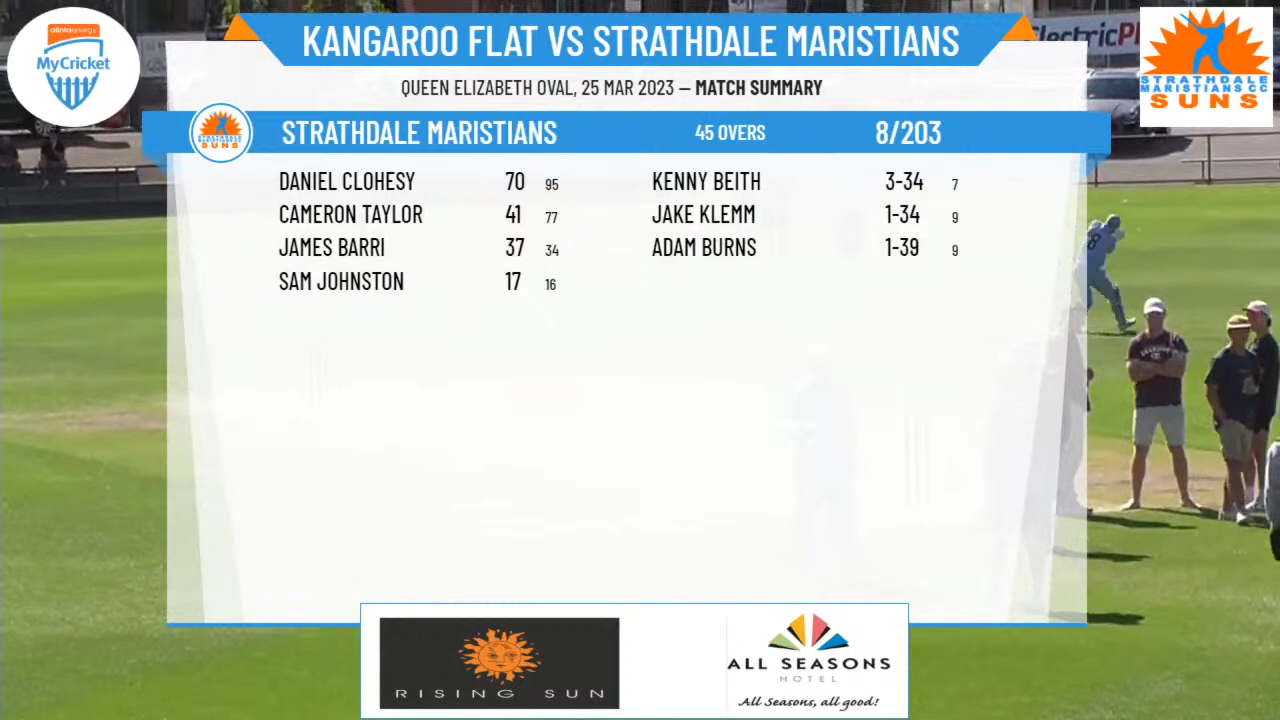 alintaenergy
MyCricket
KANGAROO FLAT VS STRATHDALE MARISTIANS
QUEEN ELIZABETH OVAL, 25 MAR 2023 – MATCH SUMMARY
STRATHDALE
MARISTIANS CC
SUNS
STRATHDALE MARISTIANS 45 OVERS 8/203
DANIEL CLOHESY 70 95 KENNY BEITH 3-34 7
CAMERON TAYLOR 41 77 JAKE KLEMM 1-34 9
JAMES BARRI 37 34 ADAM BURNS 1-39 9
SAM JOHNSTON 17 16
RISING SUN
ALL SEASONS
HOTEL
All Seasons, all good!